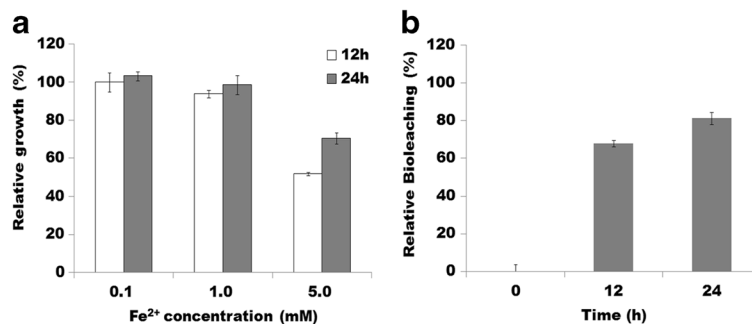 a
120
100
80
60
40
20
0
Relative growth (%)
12h
24h
0.1 1.0 5.0
Fe²⁺ concentration (mM)
b
120
100
80
60
40
20
0
Relative Bioleaching (%)
0 12 24
Time (h)